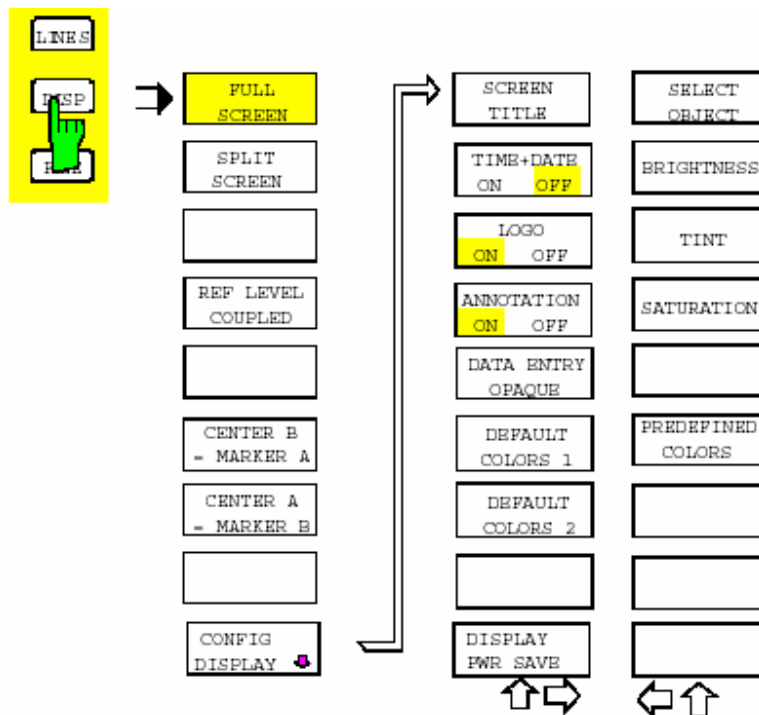 LINES
DISP
FULL
SCREEN
SPLIT
SCREEN
REF LEVEL
COUPLED
CENTER B
= MARKER A
CENTER A
= MARKER B
CONFIG
DISPLAY
SCREEN
TITLE
TIME+DATE
ON OFF
LOGO
ON OFF
ANNOTATION
ON OFF
DATA ENTRY
OPAQUE
DEFAULT
COLORS 1
DEFAULT
COLORS 2
DISPLAY
PWR SAVE
SELECT
OBJECT
BRIGHTNESS
TINT
SATURATION
PREDEFINED
COLORS